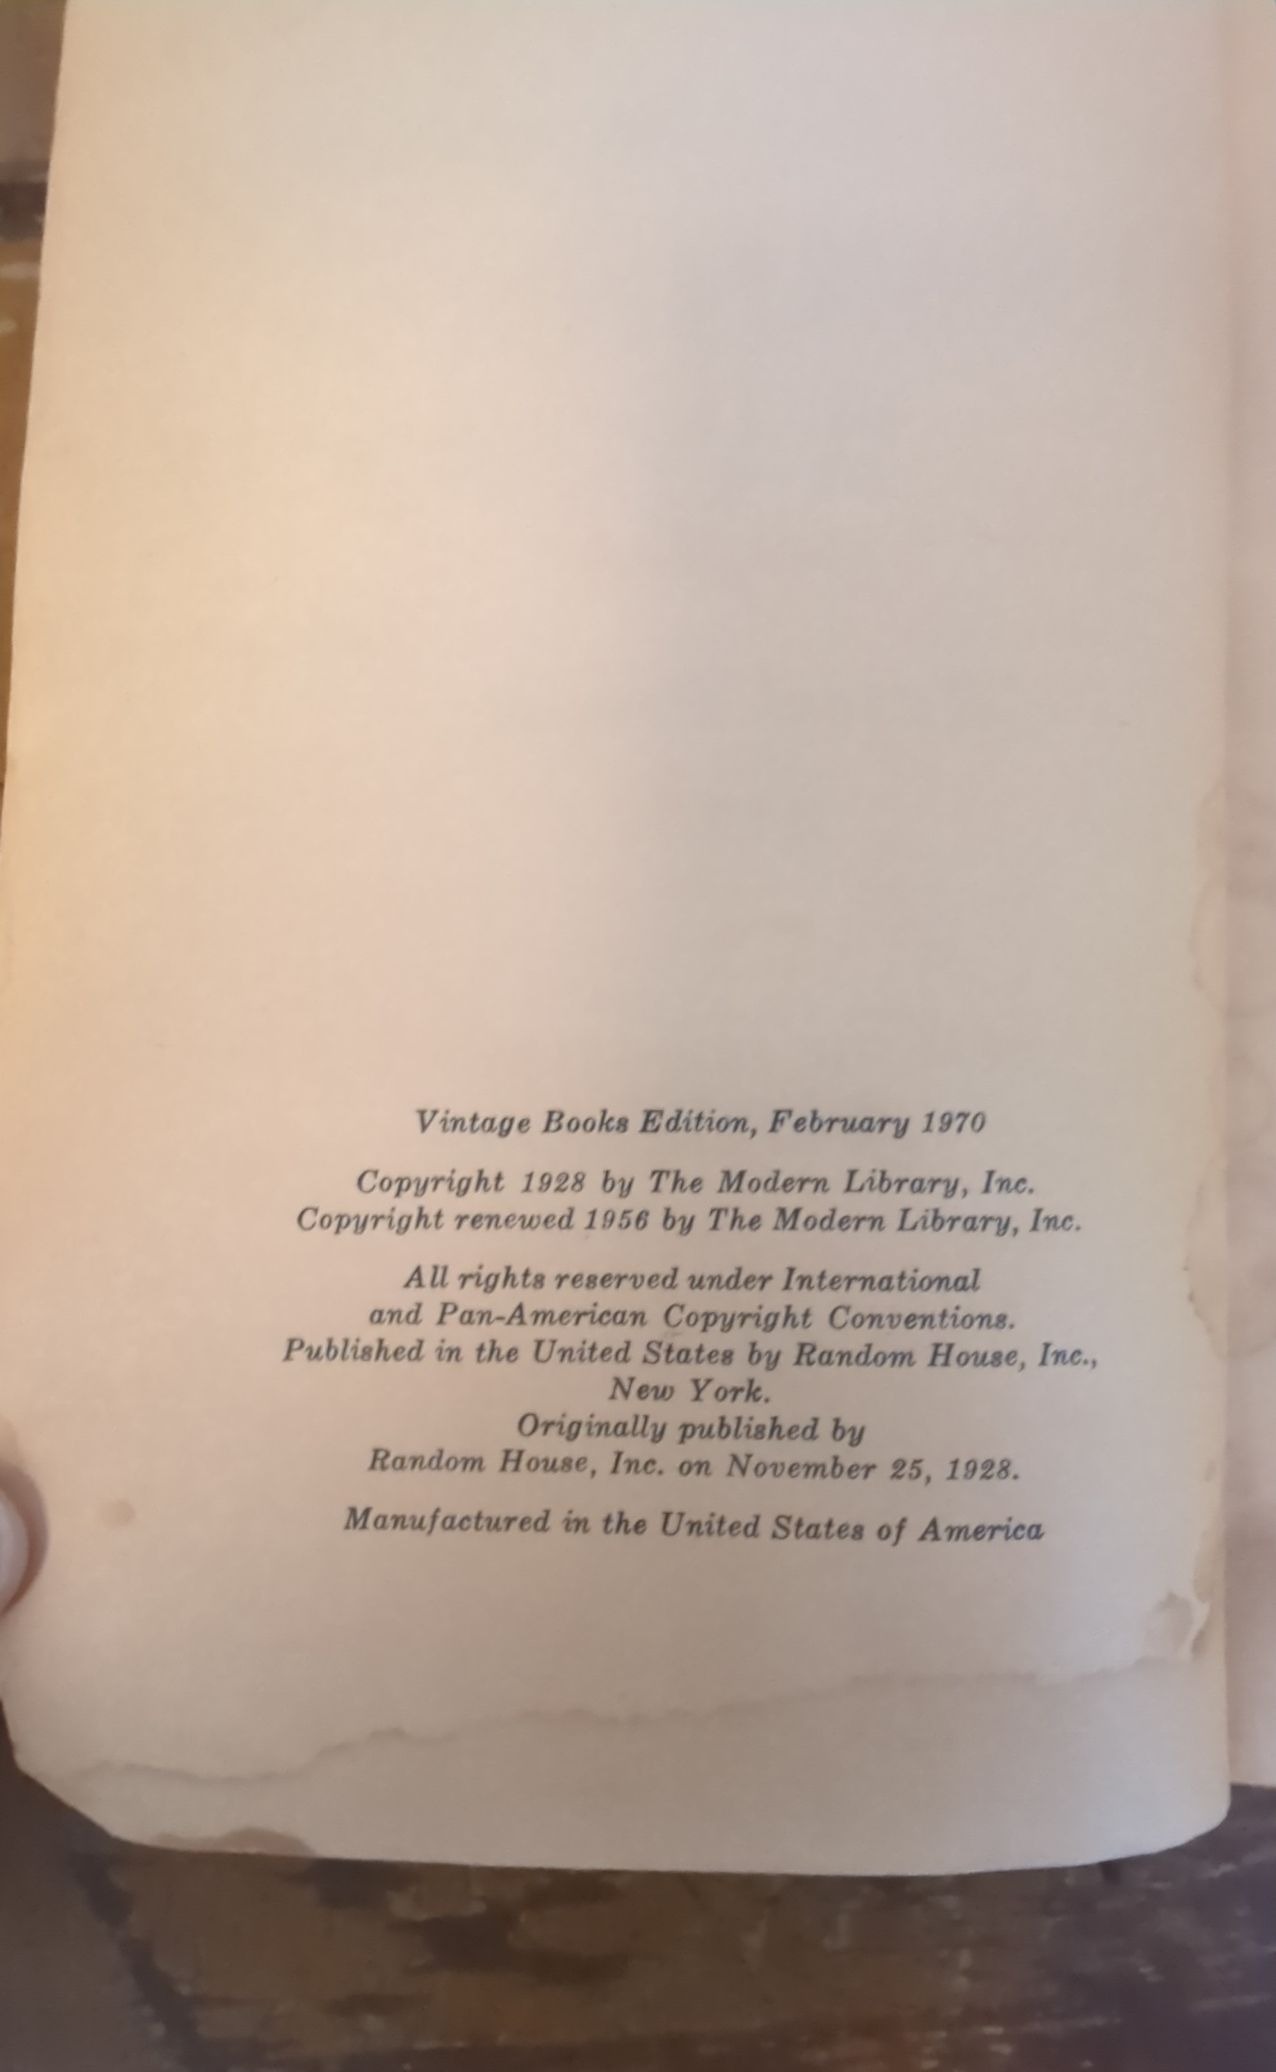 Vintage Books Edition, February 1970
Copyright 1928 by The Modern Library, Inc.
Copyright renewed 1956 by The Modern Library, Inc.
All rights reserved under International
and Pan-American Copyright Conventions.
Published in the United States by Random House, Inc.,
New York.
Originally published by
Random House, Inc. on November 25, 1928.
Manufactured in the United States of America